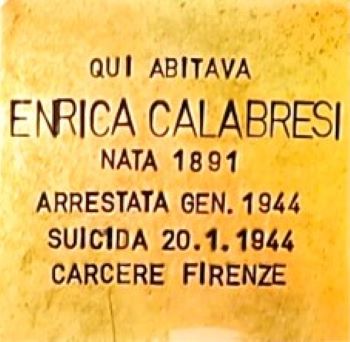 QUI ABITAVA
ENRICA CALABRESI
NATA 1891
ARRESTATA GEN. 1944
SUICIDA 20.1.1944
CARCERE FIRENZE